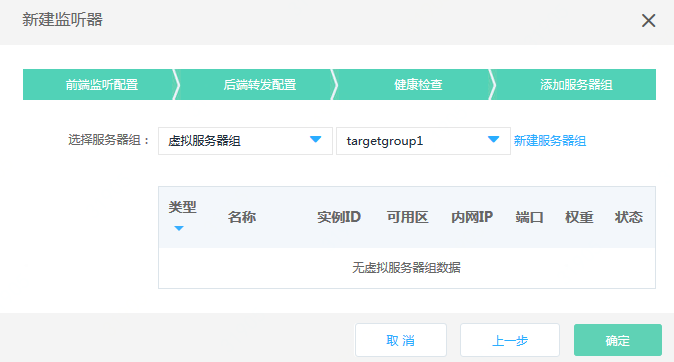 新建监听器
前端监听配置 后端转发配置 健康检查 添加服务器组
选择服务器组： 虚拟服务器组 targetgroup1 新建服务器组
类型 名称 实例ID 可用区 内网IP 端口 权重 状态
无虚拟服务器组数据
取 消 上一步 确定